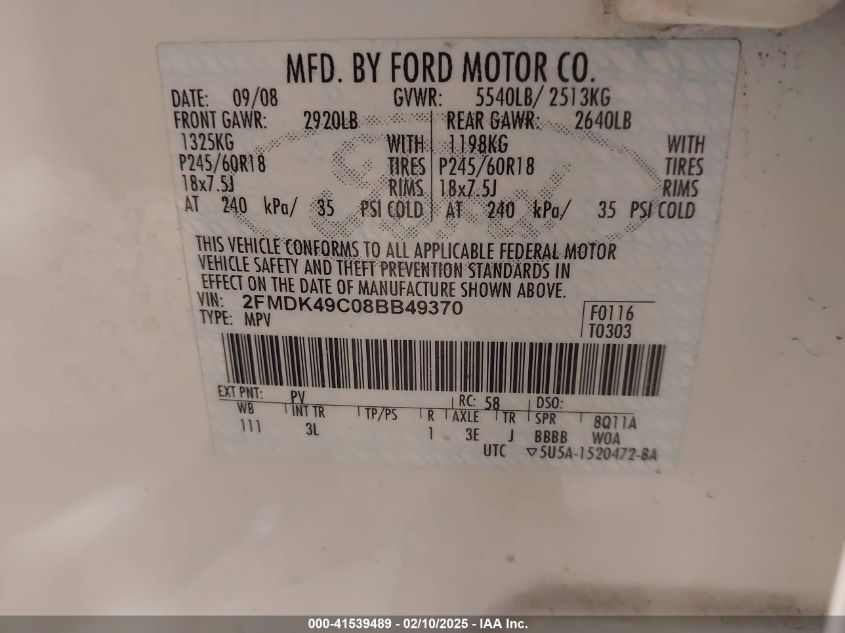 MFD. BY FORD MOTOR CO.
DATE: 09/08 GVWR: 5540LB/ 2513KG
FRONT GAWR: 2920LB REAR GAWR: 2640LB
1325KG WITH 1198KG WITH
P245/60R18 TIRES P245/60R18 TIRES
18x7.5J RIMS 18x7.5J RIMS
AT 240 kPa/ 35 PSI COLD AT 240 kPa/ 35 PSI COLD
THIS VEHICLE CONFORMS TO ALL APPLICABLE FEDERAL MOTOR
VEHICLE SAFETY AND THEFT PREVENTION STANDARDS IN
EFFECT ON THE DATE OF MANUFACTURE SHOWN ABOVE.
VIN: 2FMDK49C08BB49370 F0116
TYPE: MPV T0303
EXT PNT: PV RC: 58 DSO:
WB INT TR TP/PS R AXLE TR SPR 8Q11A
111 3L 1 3E J BBBB W0A
UTC ▽5U5A-1520472-BA
000-41539489 - 02/10/2025 - IAAI Inc.